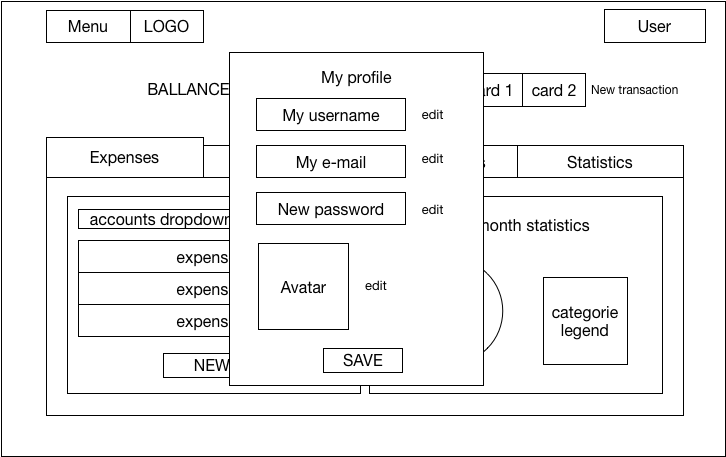 Menu LOGO User
My profile
BALLANCE ard 1 card 2 New transaction
My username edit
Expenses My e-mail edit s Statistics
accounts dropdown New password edit
onth statistics
expens
Avatar edit
expens
categorie
legend
expens
NEW SAVE